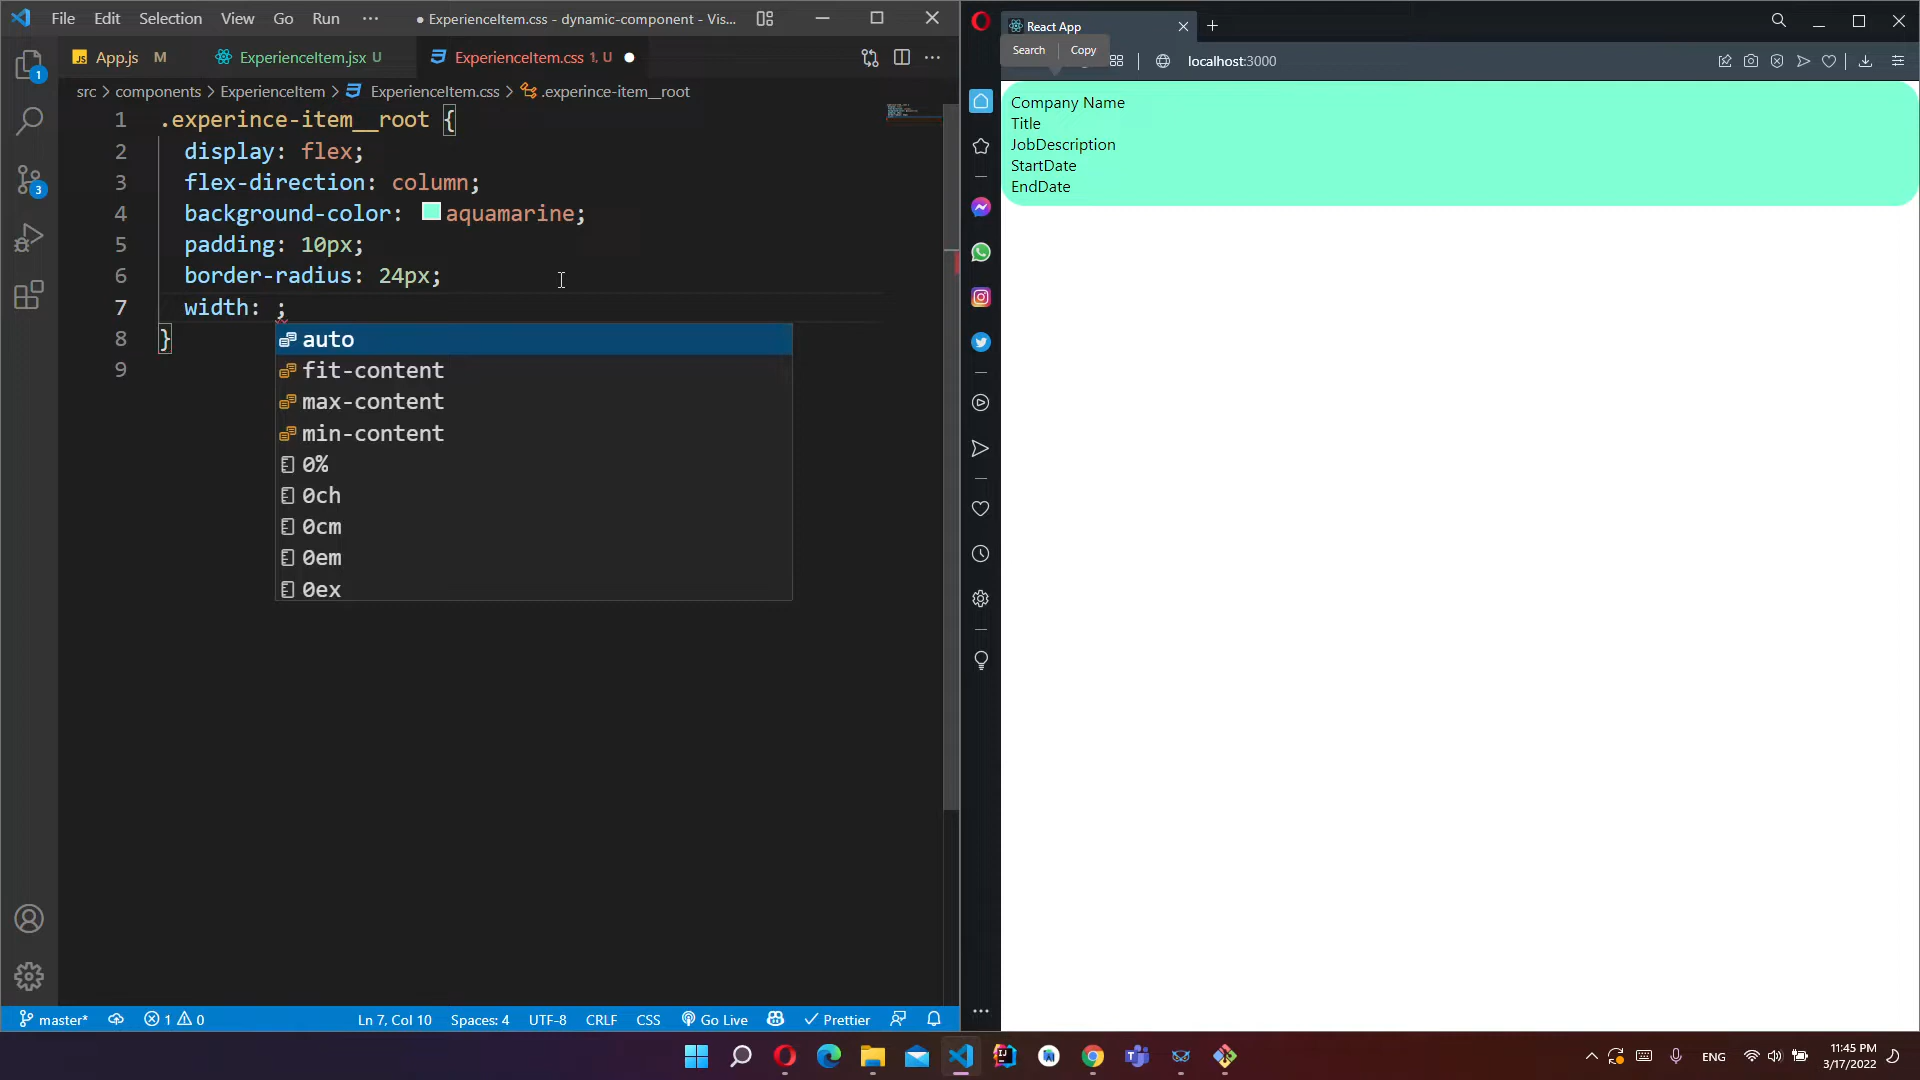 File Edit Selection View Go Run ··· ● ExperienceItem.css - dynamic-component - Vis...
JS App.js M ExperienceItem.jsx U ExperienceItem.css 1, U
src > components > ExperienceItem > ExperienceItem.css > .experince-item__root
1 .experince-item__root {
2 display: flex;
3 flex-direction: column;
4 background-color: aquamarine;
5 padding: 10px;
6 border-radius: 24px;
7 width: ;
8 }
9
auto
fit-content
max-content
min-content
0%
0ch
0cm
0em
0ex
1
3
master* 1 0 Ln 7, Col 10 Spaces: 4 UTF-8 CRLF CSS Go Live Prettier
React App
Search Copy
localhost:3000
Company Name
Title
JobDescription
StartDate
EndDate
ENG
11:45 PM
3/17/2022